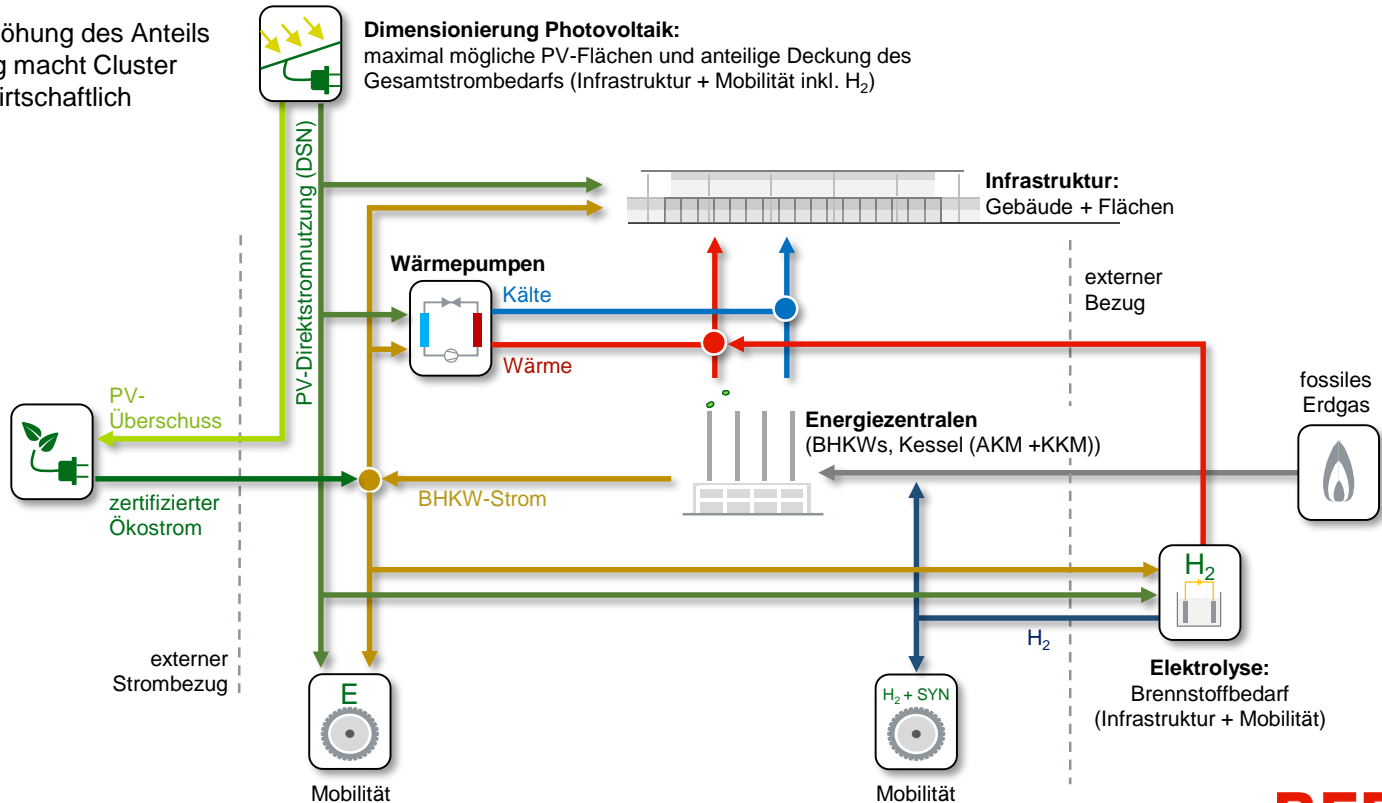 öhung des Anteils
g macht Cluster
irtschaftlich
Dimensionierung Photovoltaik:
maximal mögliche PV-Flächen und anteilige Deckung des
Gesamtstrombedarfs (Infrastruktur + Mobilität inkl. H₂)
PV-Direktstromnutzung (DSN)
Infrastruktur:
Gebäude + Flächen
Wärmepumpen
Kälte
Wärme
externer
Bezug
PV-
Überschuss
zertifizierter
Ökostrom
BHKW-Strom
Energiezentralen
(BHKWs, Kessel (AKM +KKM))
fossiles
Erdgas
H₂
H₂
externer
Strombezug
E
Mobilität
H₂ + SYN
Mobilität
Elektrolyse:
Brennstoffbedarf
(Infrastruktur + Mobilität)